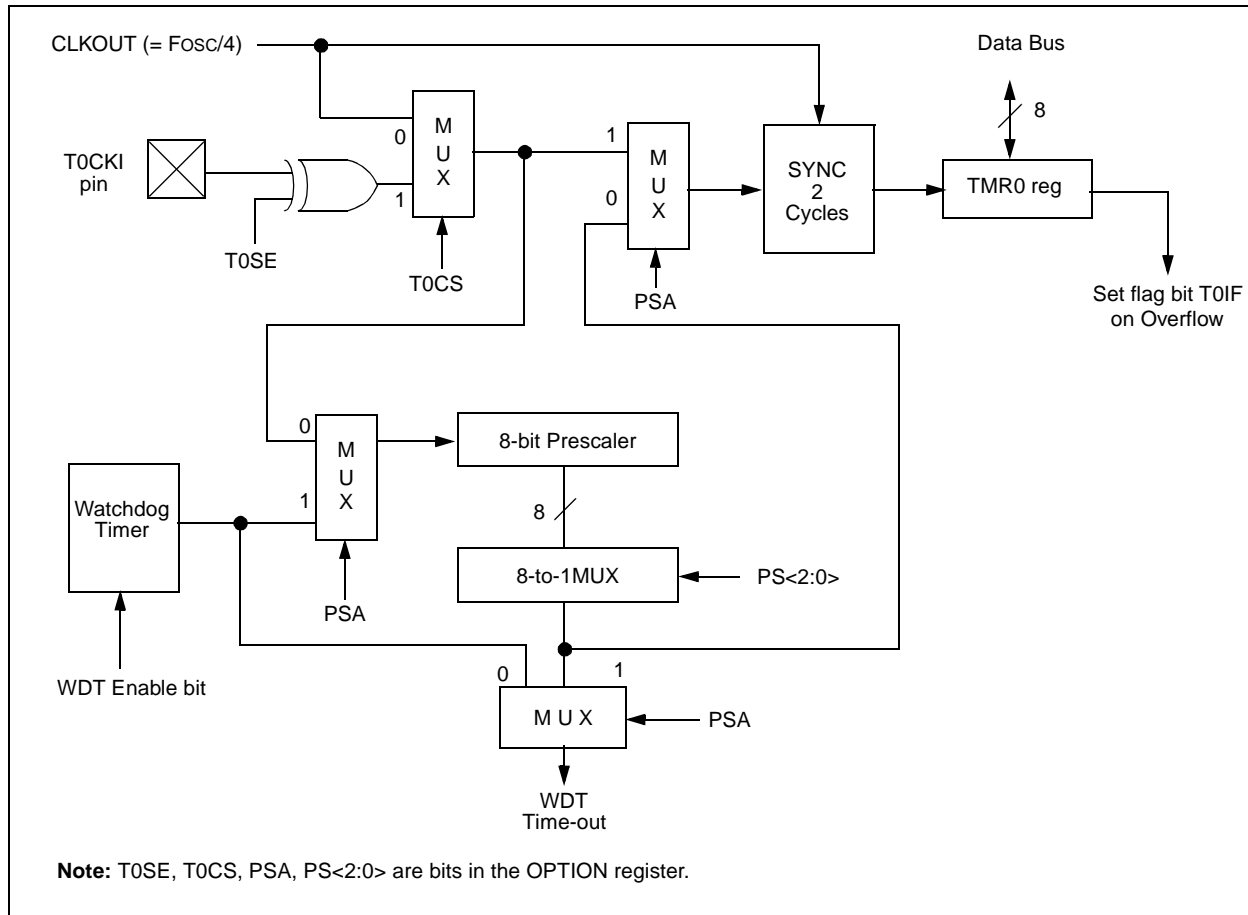 CLKOUT (= FOSC/4)
Data Bus
8
T0CKI
pin
T0SE
0
1
M
U
X
T0CS
1
0
M
U
X
PSA
SYNC
2
Cycles
TMR0 reg
Set flag bit T0IF
on Overflow
0
1
M
U
X
PSA
8-bit Prescaler
8
8-to-1MUX
PS<2:0>
Watchdog
Timer
WDT Enable bit
0
1
M U X
PSA
WDT
Time-out
Note: T0SE, T0CS, PSA, PS<2:0> are bits in the OPTION register.